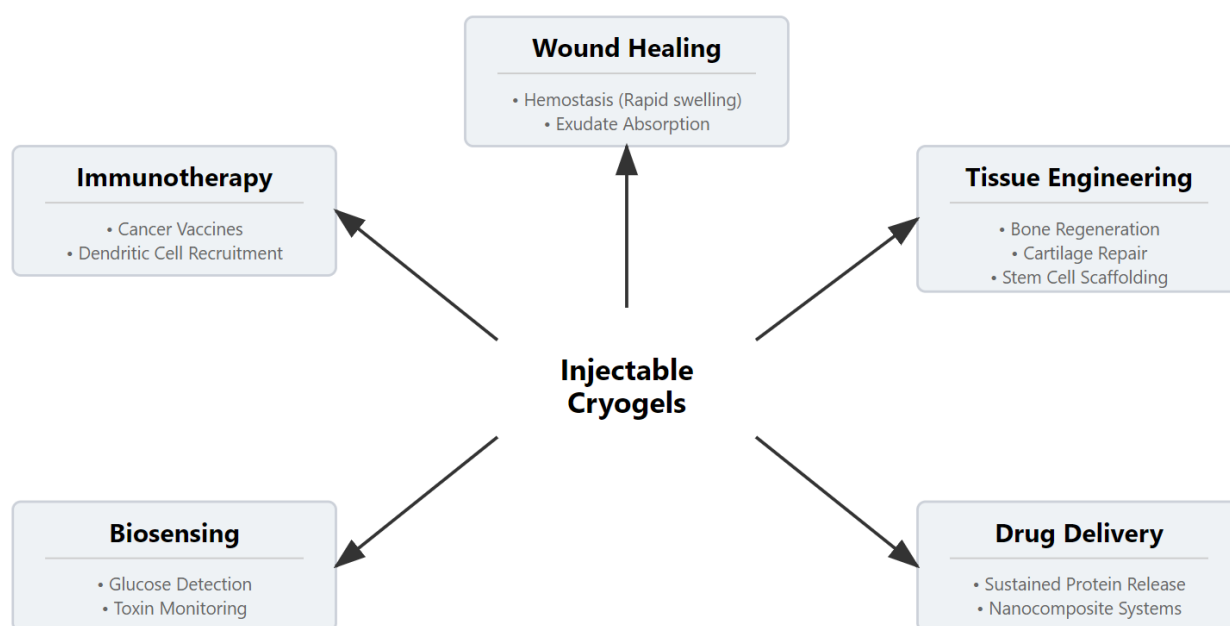 Wound Healing
• Hemostasis (Rapid swelling)
• Exudate Absorption
Immunotherapy
• Cancer Vaccines
• Dendritic Cell Recruitment
Tissue Engineering
• Bone Regeneration
• Cartilage Repair
• Stem Cell Scaffolding
Injectable
Cryogels
Biosensing
• Glucose Detection
• Toxin Monitoring
Drug Delivery
• Sustained Protein Release
• Nanocomposite Systems